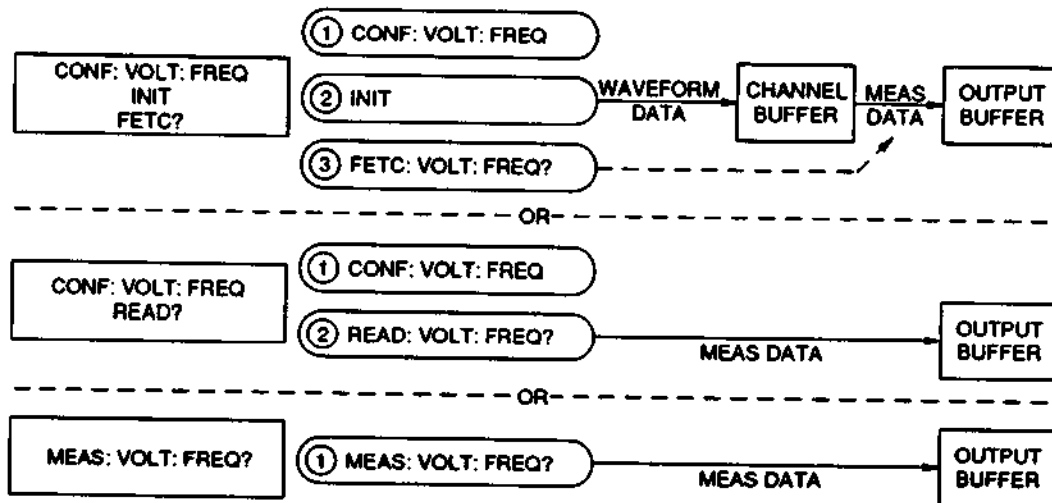 CONF: VOLT: FREQ
INIT
FETC?
1 CONF: VOLT: FREQ
2 INIT
3 FETC: VOLT: FREQ?
WAVEFORM
DATA
CHANNEL
BUFFER
MEAS
DATA
OUTPUT
BUFFER
OR
CONF: VOLT: FREQ
READ?
1 CONF: VOLT: FREQ
2 READ: VOLT: FREQ?
MEAS DATA
OUTPUT
BUFFER
OR
MEAS: VOLT: FREQ?
1 MEAS: VOLT: FREQ?
MEAS DATA
OUTPUT
BUFFER